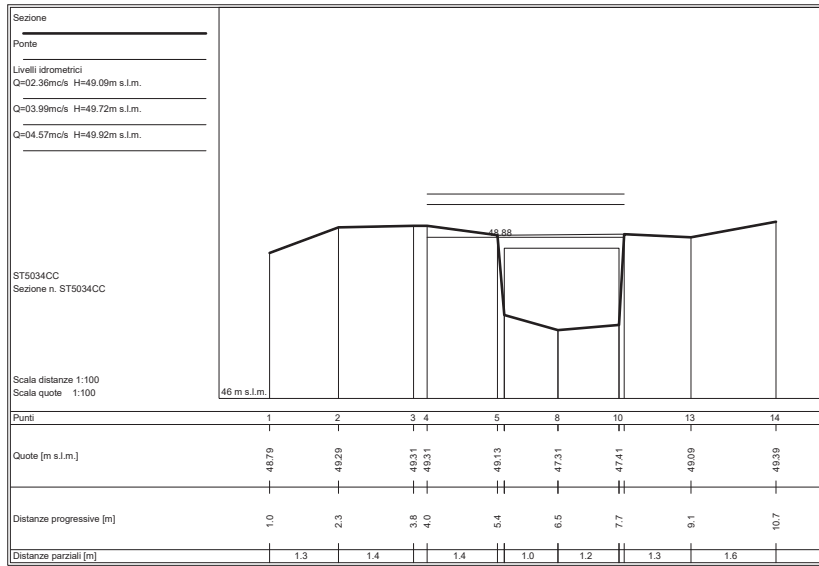 Sezione
Ponte
Livelli idrometrici
Q=02.36mc/s H=49.09m s.l.m.
Q=03.99mc/s H=49.72m s.l.m.
Q=04.57mc/s H=49.92m s.l.m.
48.88
ST5034CC
Sezione n. ST5034CC
Scala distanze 1:100
Scala quote 1:100
46 m s.l.m.
Punti 1 2 3 4 5 8 10 13 14
Quote [m s.l.m.] 48.79 49.29 49.31 49.31 49.13 47.31 47.41 49.09 49.39
Distanze progressive [m] 1.0 2.3 3.8 4.0 5.4 6.5 7.7 9.1 10.7
Distanze parziali [m] 1.3 1.4 1.4 1.0 1.2 1.3 1.6